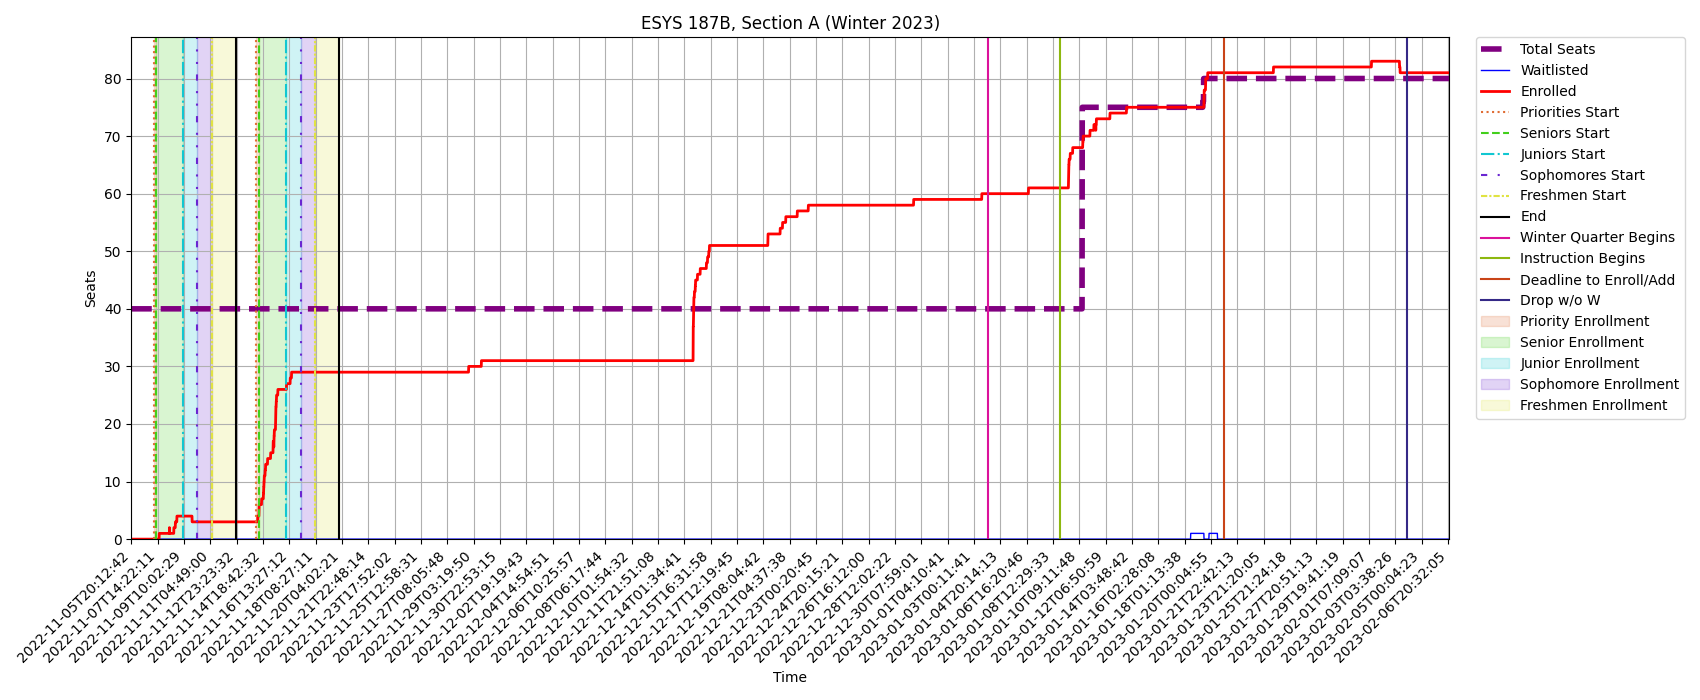 ESYS 187B, Section A (Winter 2023)
Seats
80
70
60
50
40
30
20
10
0
2022-11-05T20:12:42
2022-11-07T14:22:11
2022-11-09T10:02:29
2022-11-11T04:49:00
2022-11-12T23:23:32
2022-11-14T18:42:32
2022-11-16T13:27:12
2022-11-18T08:27:11
2022-11-20T04:02:21
2022-11-21T22:48:14
2022-11-23T17:52:02
2022-11-25T12:58:31
2022-11-27T08:05:48
2022-11-29T03:19:50
2022-11-30T22:53:15
2022-12-02T19:19:43
2022-12-04T14:54:51
2022-12-06T10:25:57
2022-12-08T06:17:44
2022-12-10T01:54:32
2022-12-11T21:51:08
2022-12-14T01:34:41
2022-12-15T16:31:58
2022-12-17T12:19:45
2022-12-19T08:04:42
2022-12-21T04:37:38
2022-12-23T00:20:45
2022-12-24T20:15:21
2022-12-26T16:12:00
2022-12-28T12:02:22
2022-12-30T07:59:01
2023-01-01T04:10:41
2023-01-03T00:11:41
2023-01-04T20:14:13
2023-01-06T16:20:46
2023-01-08T12:29:33
2023-01-10T09:11:48
2023-01-12T06:50:59
2023-01-14T03:48:42
2023-01-16T02:28:08
2023-01-18T01:13:38
2023-01-20T00:04:55
2023-01-21T22:42:13
2023-01-23T21:20:05
2023-01-25T21:24:18
2023-01-27T20:51:13
2023-01-29T19:41:19
2023-02-01T07:09:07
2023-02-03T03:38:26
2023-02-05T00:04:23
2023-02-06T20:32:05
Time
Total Seats
Waitlisted
Enrolled
Priorities Start
Seniors Start
Juniors Start
Sophomores Start
Freshmen Start
End
Winter Quarter Begins
Instruction Begins
Deadline to Enroll/Add
Drop w/o W
Priority Enrollment
Senior Enrollment
Junior Enrollment
Sophomore Enrollment
Freshmen Enrollment